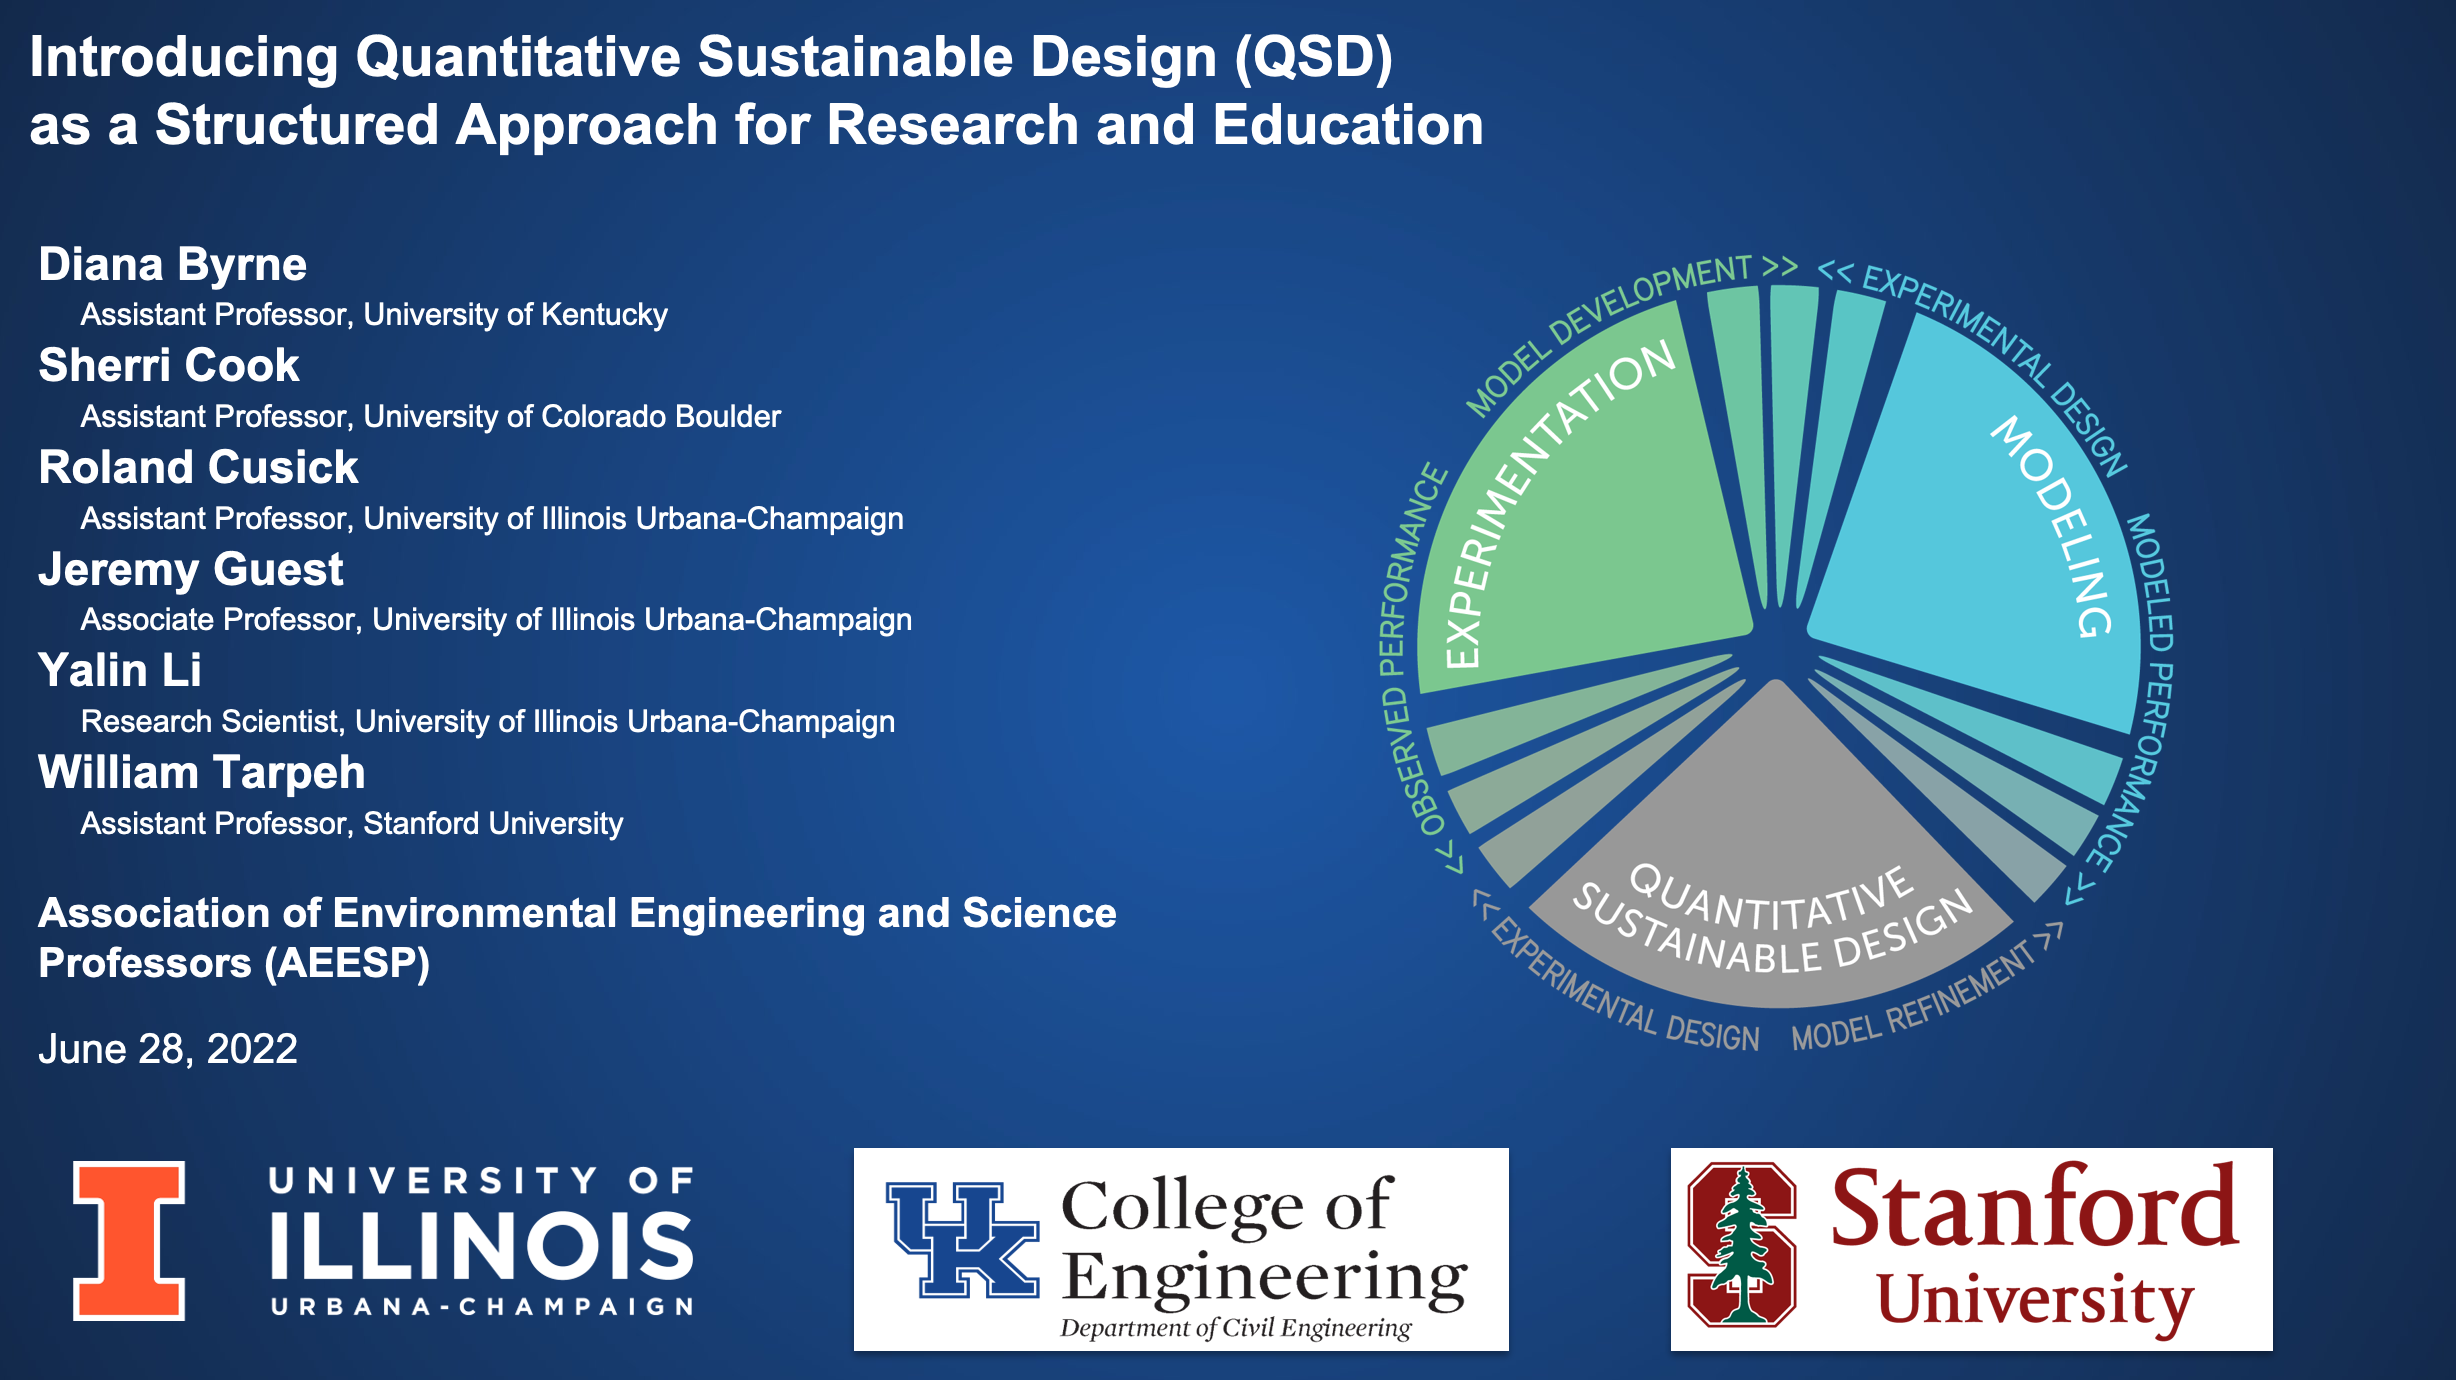 Introducing Quantitative Sustainable Design (QSD)
as a Structured Approach for Research and Education
Diana Byrne
Assistant Professor, University of Kentucky
Sherri Cook
Assistant Professor, University of Colorado Boulder
Roland Cusick
Assistant Professor, University of Illinois Urbana-Champaign
Jeremy Guest
Associate Professor, University of Illinois Urbana-Champaign
Yalin Li
Research Scientist, University of Illinois Urbana-Champaign
William Tarpeh
Assistant Professor, Stanford University
Association of Environmental Engineering and Science
Professors (AEESP)
June 28, 2022
MODEL DEVELOPMENT >>
<< EXPERIMENTAL DESIGN
EXPERIMENTATION
MODELING
<< OBSERVED PERFORMANCE
MODELED PERFORMANCE >>
QUANTITATIVE
SUSTAINABLE DESIGN
<< EXPERIMENTAL DESIGN
MODEL REFINEMENT >>
I
UNIVERSITY OF
ILLINOIS
URBANA-CHAMPAIGN
UK
College of
Engineering
Department of Civil Engineering
S
Stanford
University